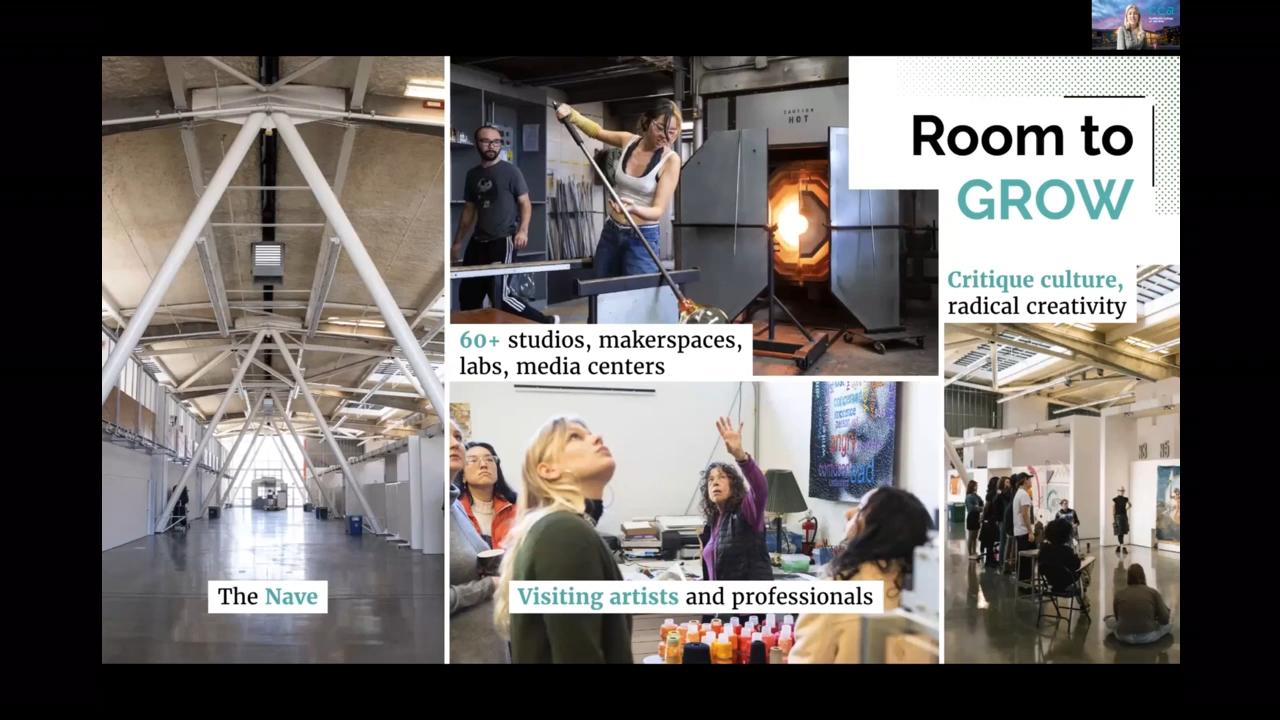 cca
Room to
GROW
CAUTION
HOT
60+ studios, makerspaces,
labs, media centers
Critique culture,
radical creativity
The Nave
Visiting artists and professionals